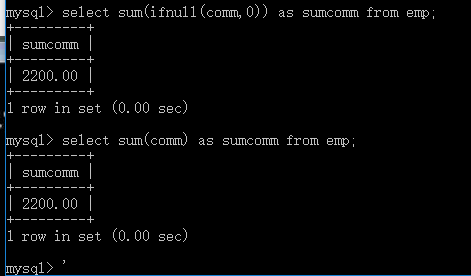 mysql> select sum(ifnull(comm,0)) as sumcomm from emp;
+---------+
| sumcomm |
+---------+
| 2200.00 |
+---------+
1 row in set (0.00 sec)
mysql> select sum(comm) as sumcomm from emp;
+---------+
| sumcomm |
+---------+
| 2200.00 |
+---------+
1 row in set (0.00 sec)
mysql> '